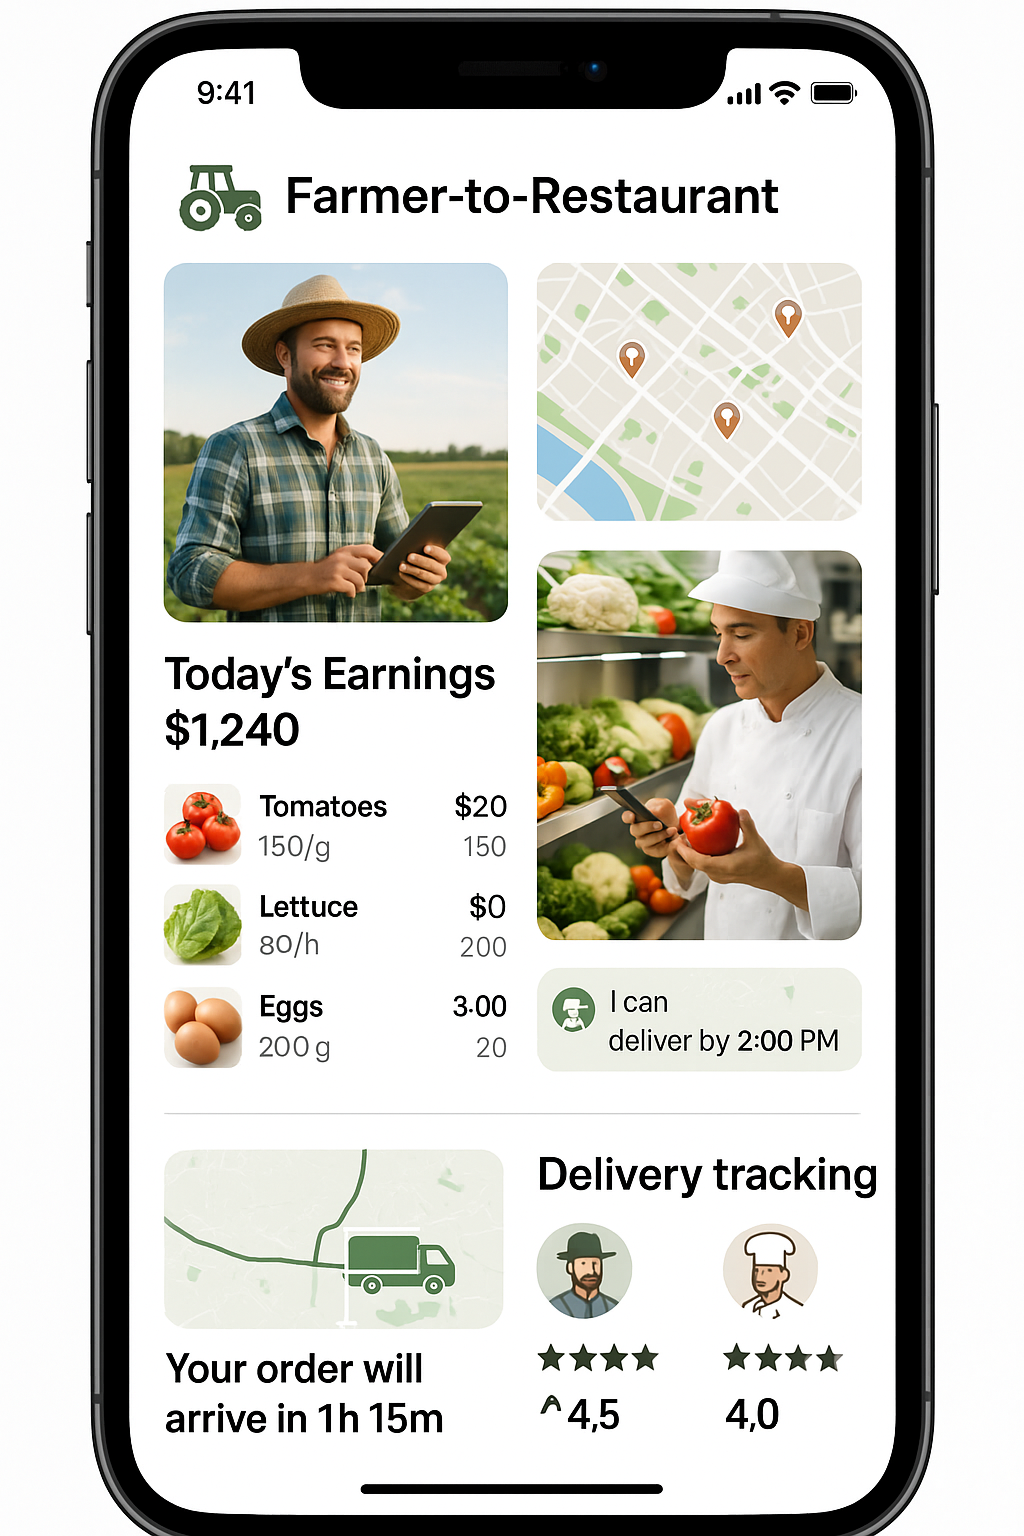 9:41
Farmer-to-Restaurant
Today's Earnings
$1,240
Tomatoes $20
150/g 150
Lettuce $0
80/h 200
Eggs 3.00
200 g 20
I can
deliver by 2:00 PM
Delivery tracking
Your order will
arrive in 1h 15m
4,5
4,0